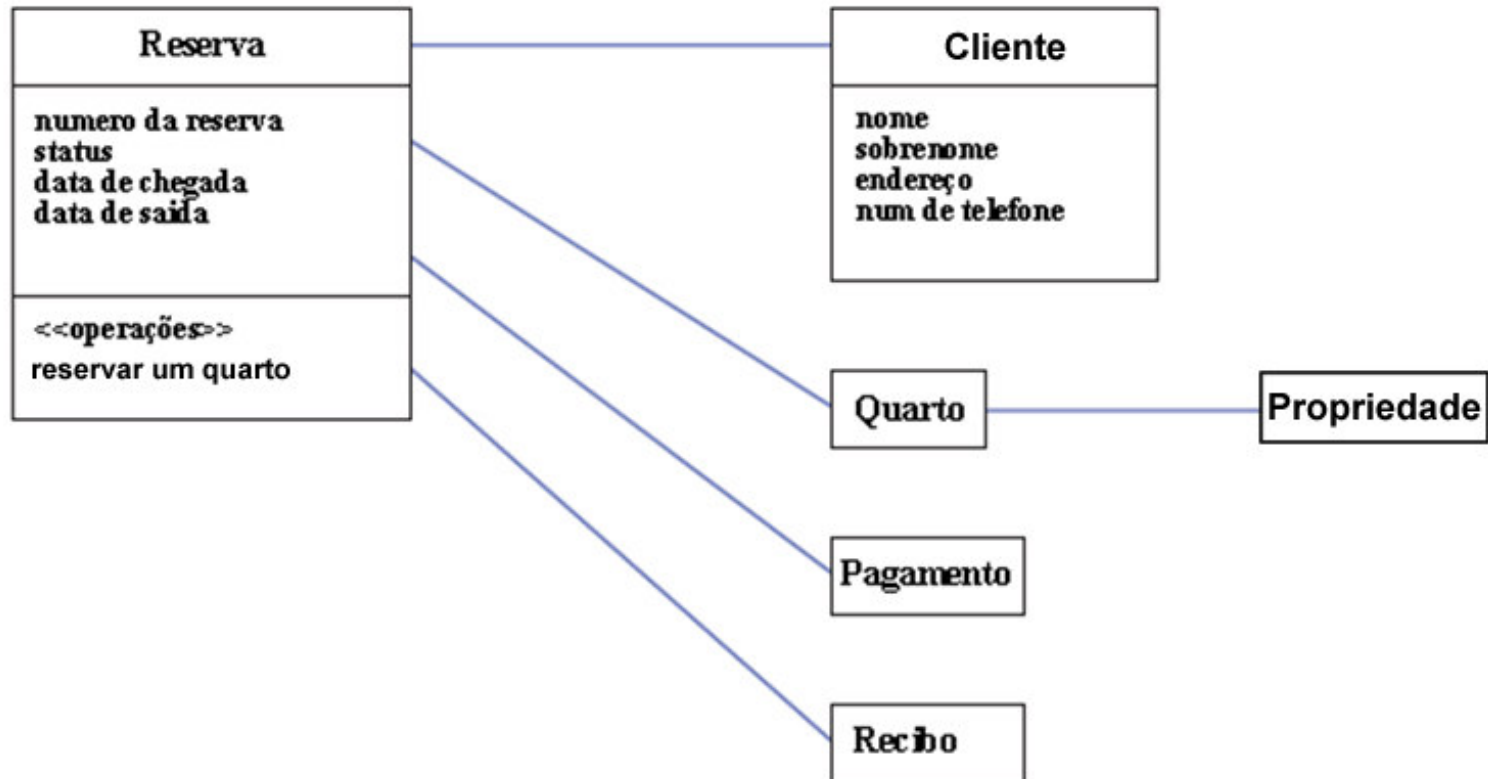 Reserva
numero da reserva
status
data de chegada
data de saida
<<operações>>
reservar um quarto
Cliente
nome
sobrenome
endereço
num de telefone
Quarto
Propriedade
Pagamento
Recibo